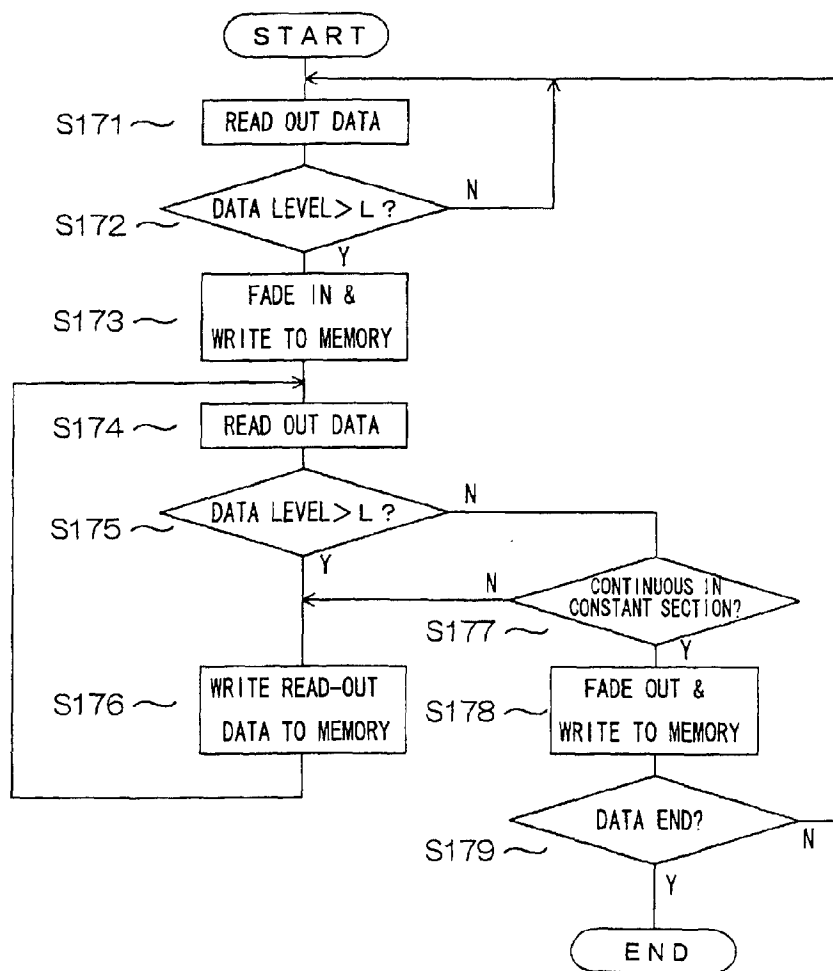 START
S171
READ OUT DATA
S172
DATA LEVEL > L ?
N
Y
S173
FADE IN &
WRITE TO MEMORY
S174
READ OUT DATA
S175
DATA LEVEL > L ?
N
Y
N
CONTINUOUS IN
CONSTANT SECTION?
S177
Y
S176
WRITE READ-OUT
DATA TO MEMORY
S178
FADE OUT &
WRITE TO MEMORY
S179
DATA END?
N
Y
END